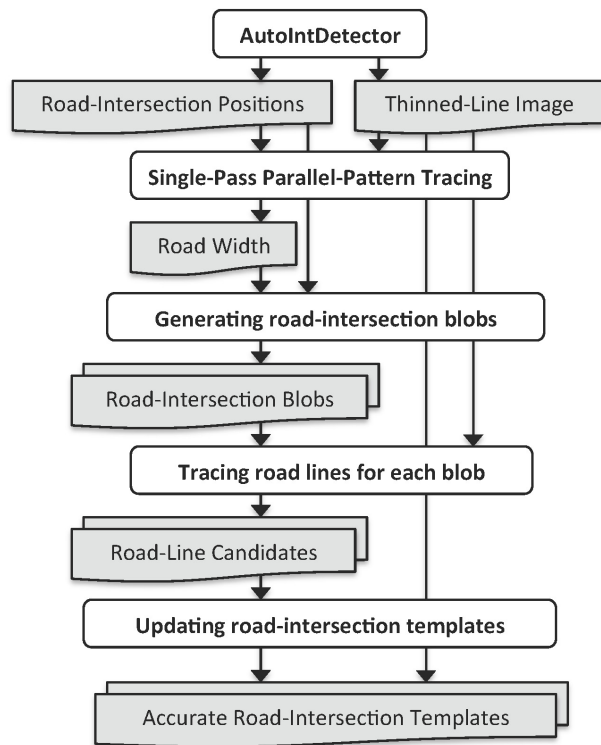 AutoIntDetector
Road-Intersection Positions
Thinned-Line Image
Single-Pass Parallel-Pattern Tracing
Road Width
Generating road-intersection blobs
Road-Intersection Blobs
Tracing road lines for each blob
Road-Line Candidates
Updating road-intersection templates
Accurate Road-Intersection Templates